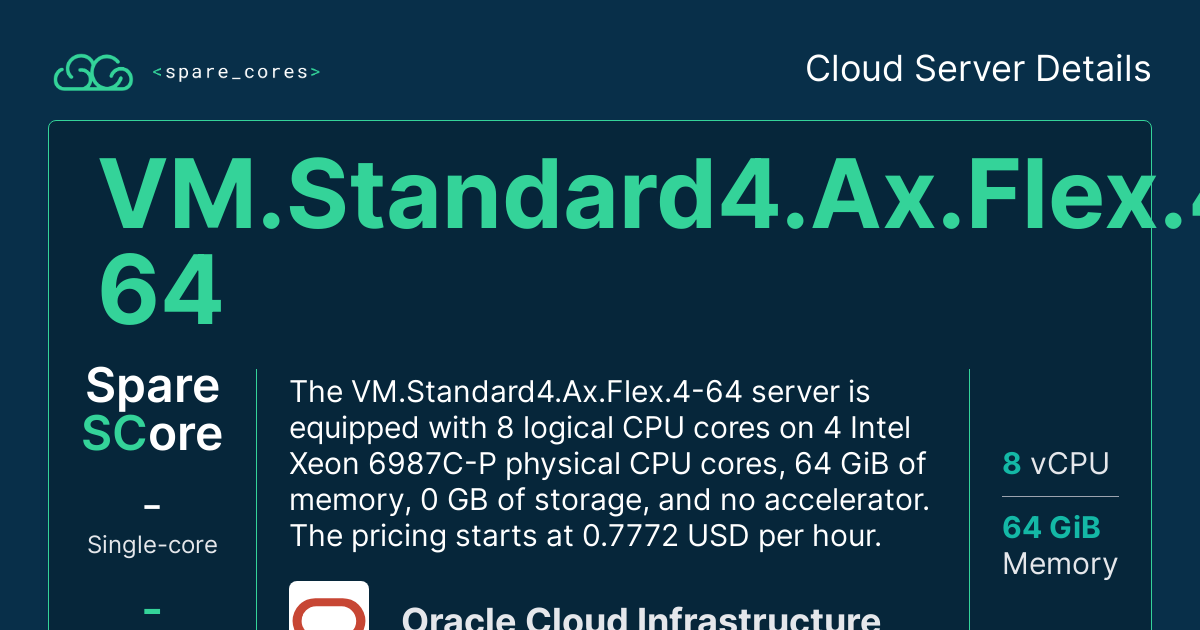 <spare_cores>
Cloud Server Details
VM.Standard4.Ax.Flex.4
64
Spare
SCore
–
Single-core
–
The VM.Standard4.Ax.Flex.4-64 server is
equipped with 8 logical CPU cores on 4 Intel
Xeon 6987C-P physical CPU cores, 64 GiB of
memory, 0 GB of storage, and no accelerator.
The pricing starts at 0.7772 USD per hour.
Oracle Cloud Infrastructure
8 vCPU
64 GiB
Memory